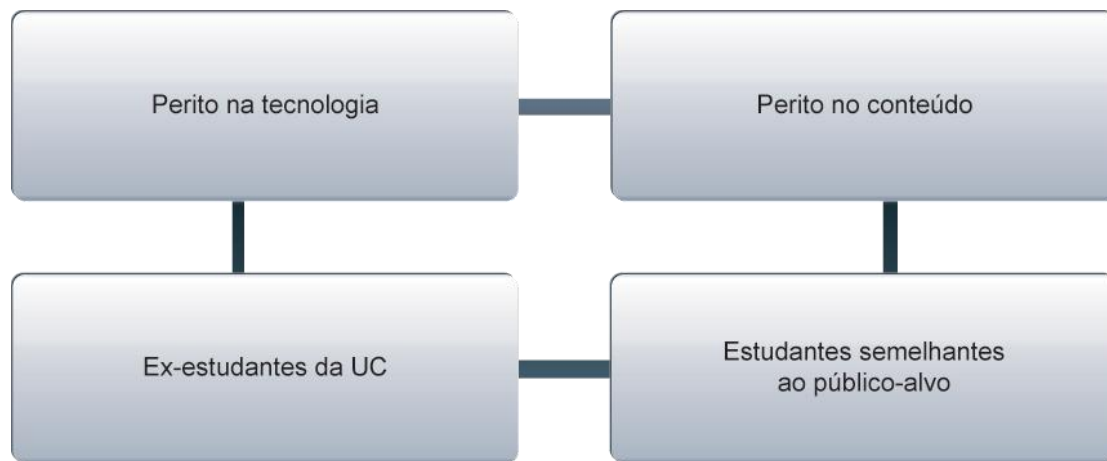 Perito na tecnologia
Perito no conteúdo
Ex-estudantes da UC
Estudantes semelhantes
ao público-alvo